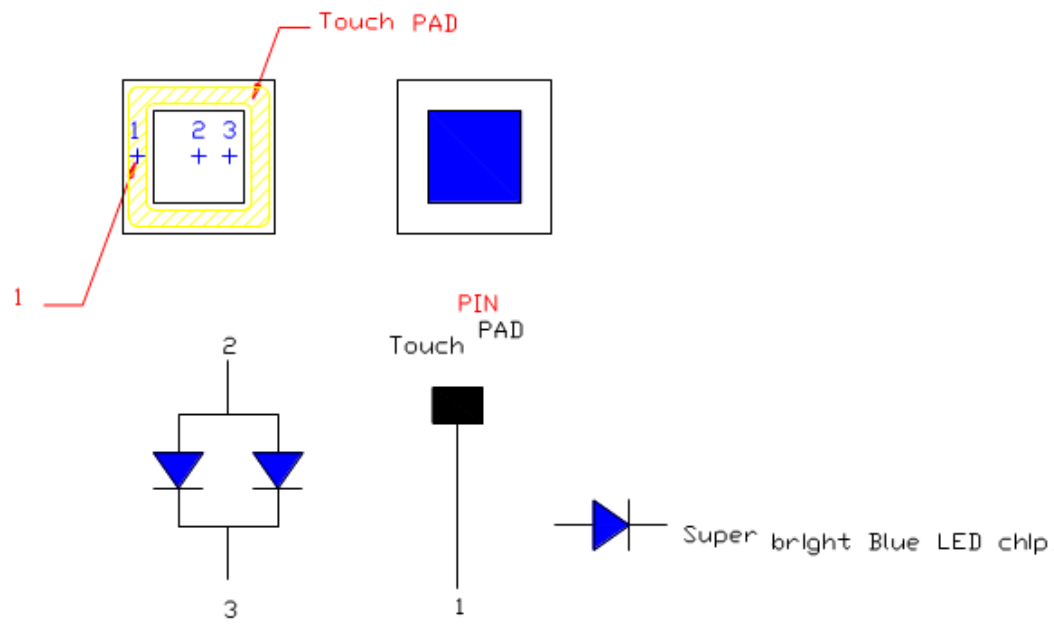 Touch PAD
1 2 3
1
PIN
Touch PAD
2
3
1
Super bright Blue LED chip